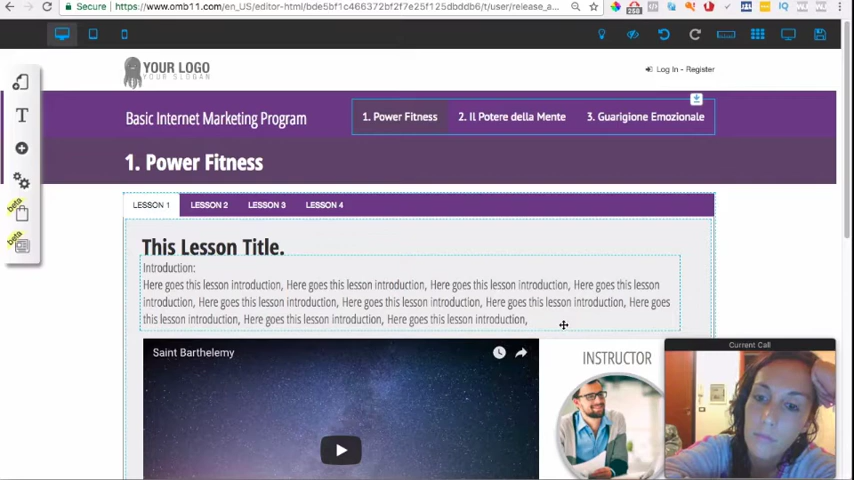 Secure
https://www.omb11.com/en_US/editor-html/bde5bf1c466372bf2f7e25f125dbddb6/t/user/release_a...
250
YOUR LOGO
YOUR SLOGAN
Log In - Register
Basic Internet Marketing Program
1. Power Fitness
2. Il Potere della Mente
3. Guarigione Emozionale
1. Power Fitness
T
beta
beta
LESSON 1
LESSON 2
LESSON 3
LESSON 4
This Lesson Title.
Introduction:
Here goes this lesson introduction, Here goes this lesson introduction, Here goes this lesson introduction, Here goes this lesson
introduction, Here goes this lesson introduction, Here goes this lesson introduction, Here goes this lesson introduction, Here goes
this lesson introduction, Here goes this lesson introduction, Here goes this lesson introduction,
Saint Barthelemy
INSTRUCTOR
Current Call